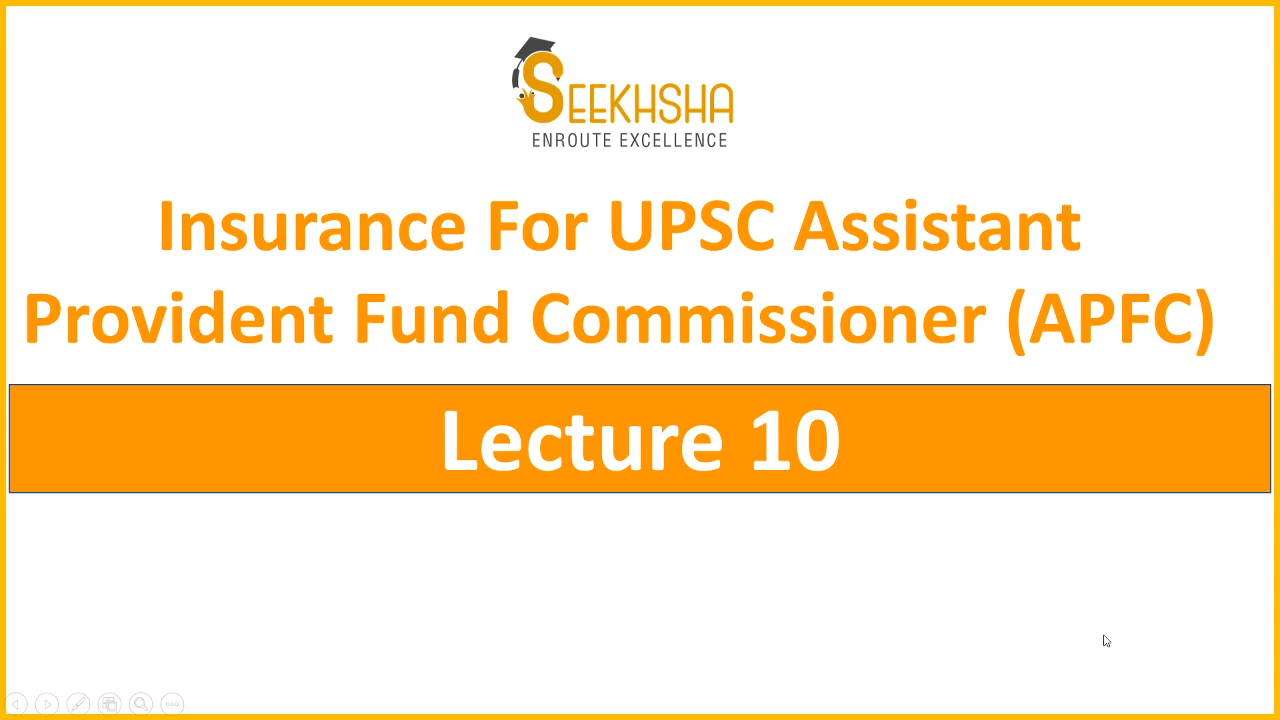 SEEKHSHA
ENROUTE EXCELLENCE
Insurance For UPSC Assistant
Provident Fund Commissioner (APFC)
Lecture 10